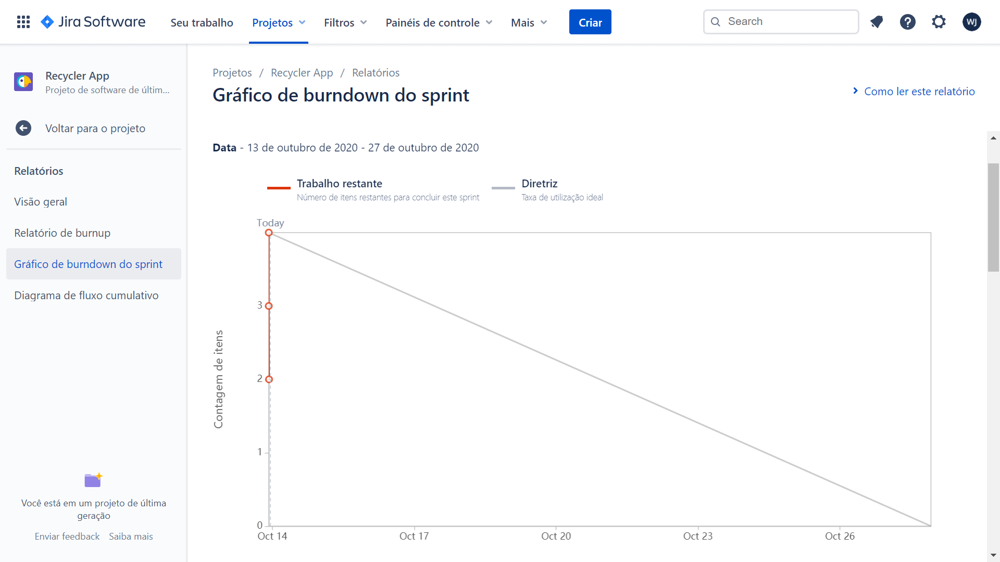 Jira Software
Seu trabalho
Projetos
Filtros
Painéis de controle
Mais
Criar
Search
WJ
Recycler App
Projeto de software de últim...
Voltar para o projeto
Relatórios
Visão geral
Relatório de burnup
Gráfico de burndown do sprint
Diagrama de fluxo cumulativo
Você está em um projeto de última
geração
Enviar feedback Saiba mais
Projetos / Recycler App / Relatórios
Gráfico de burndown do sprint
Como ler este relatório
Data - 13 de outubro de 2020 - 27 de outubro de 2020
Trabalho restante
Número de itens restantes para concluir este sprint
Diretriz
Taxa de utilização ideal
Today
3
2
1
0
Contagem de itens
Oct 14
Oct 17
Oct 20
Oct 23
Oct 26